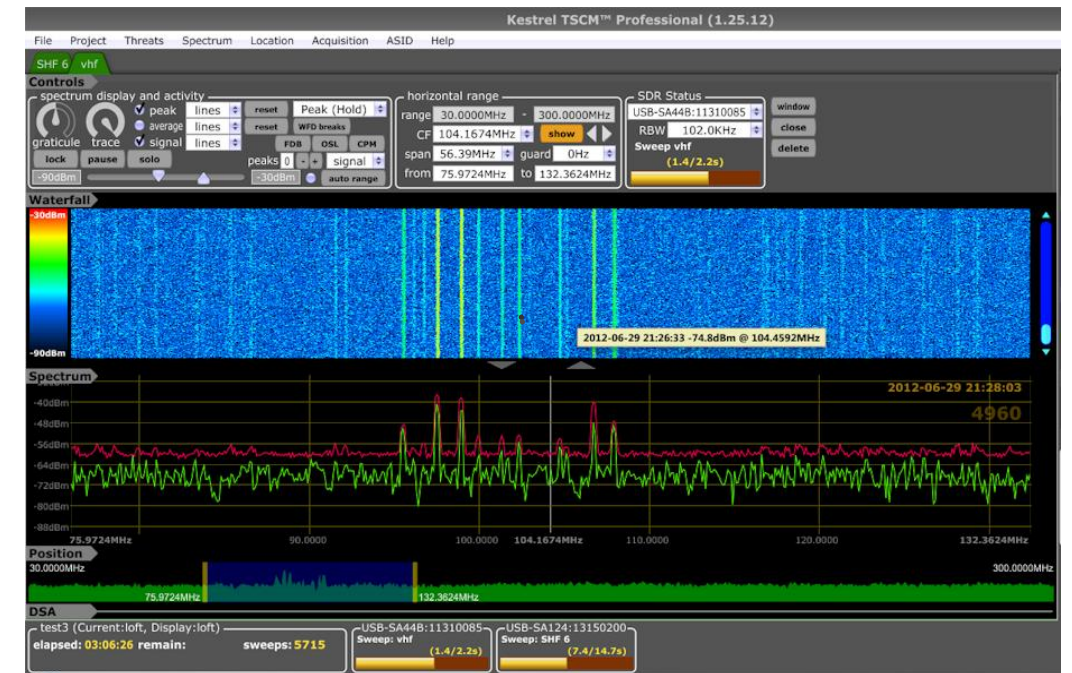 Kestrel TSCM™ Professional (1.25.12)
File Project Threats Spectrum Location Acquisition ASID Help
SHF 6 vhf
Controls
spectrum display and activity
peak lines reset Peak (Hold)
average lines reset WFD breaks
graticule trace signal lines FDB OSL CPM
lock pause solo peaks 0 - + signal
-90dBm -30dBm auto range
horizontal range
range 30.0000MHz - 300.0000MHz
CF 104.1674MHz show
span 56.39MHz guard 0Hz
from 75.9724MHz to 132.3624MHz
SDR Status
USB-SA44B:11310085
RBW 102.0KHz
Sweep vhf
(1.4/2.2s)
window
close
delete
Waterfall
-30dBm
2012-06-29 21:26:33 -74.8dBm @ 104.4592MHz
-90dBm
Spectrum
2012-06-29 21:28:03
-40dBm
4960
-48dBm
-56dBm
-64dBm
-72dBm
-80dBm
-88dBm
75.9724MHz 90.0000 100.0000 104.1674MHz 110.0000 120.0000 132.3624MHz
Position
30.0000MHz 300.0000MHz
75.9724MHz 132.3624MHz
DSA
test3 (Current:loft, Display:loft)
elapsed: 03:06:26 remain: sweeps: 5715
USB-SA44B:11310085
Sweep: vhf
(1.4/2.2s)
USB-SA124:13150200
Sweep: SHF 6
(7.4/14.7s)